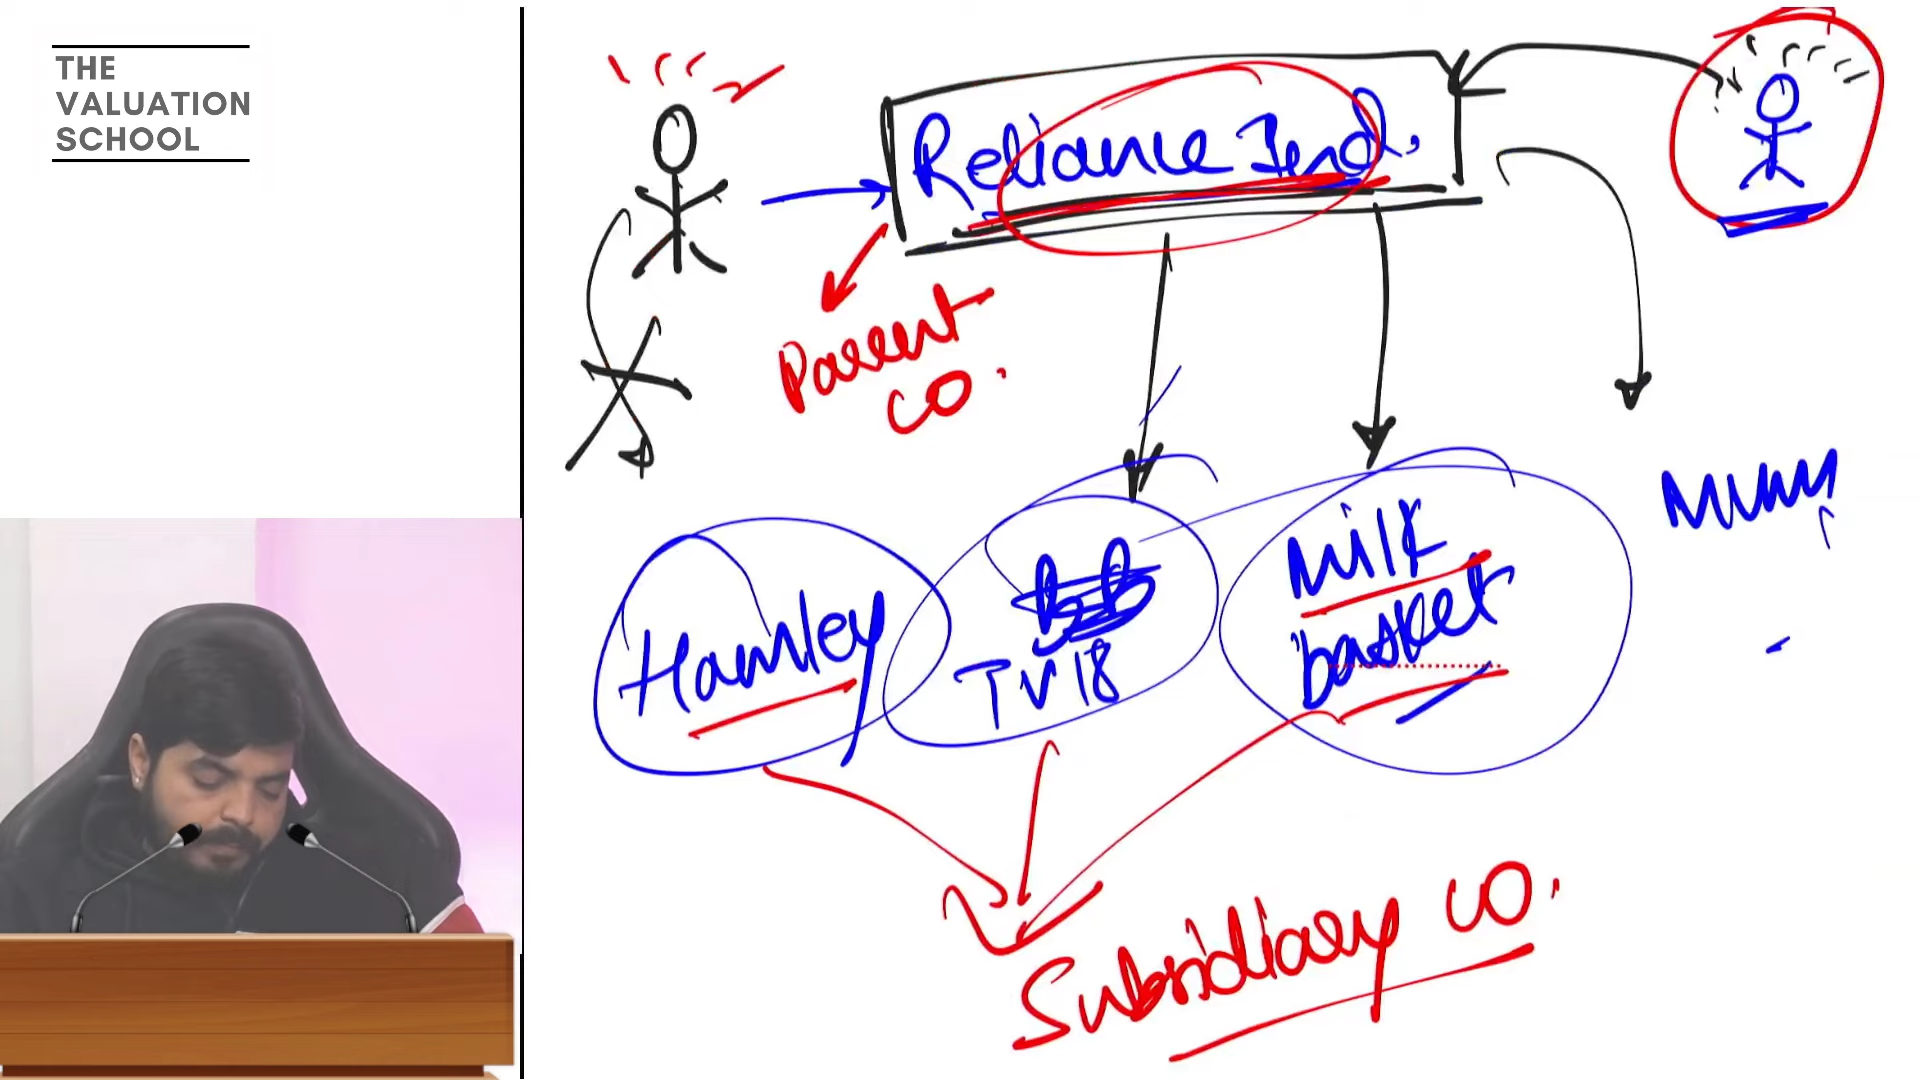 THE
VALUATION
SCHOOL
Reliance Ind.
Parent
co.
Hamley
TV18
Milk
basket
Subsidiary co.